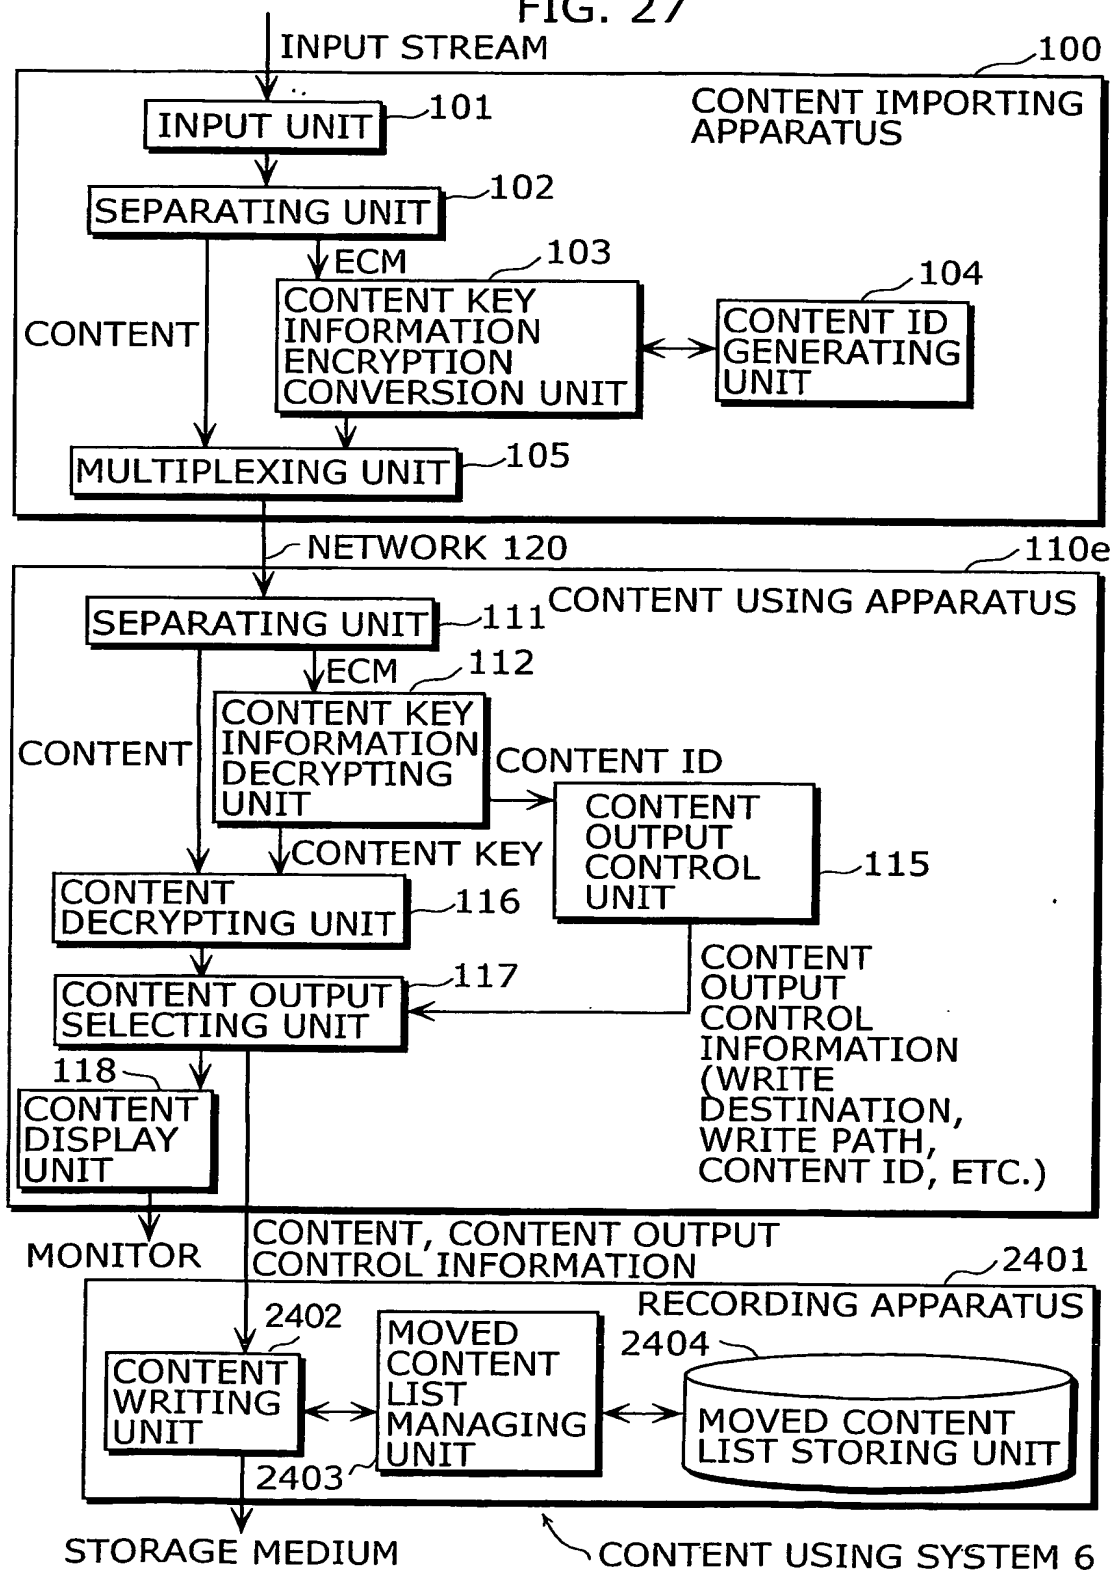 FIG. 27
INPUT STREAM
100
CONTENT IMPORTING
APPARATUS
101
INPUT UNIT
102
SEPARATING UNIT
ECM
103
CONTENT
CONTENT KEY
INFORMATION
ENCRYPTION
CONVERSION UNIT
104
CONTENT ID
GENERATING
UNIT
MULTIPLEXING UNIT
105
NETWORK 120
110e
CONTENT USING APPARATUS
SEPARATING UNIT
111
ECM
112
CONTENT
CONTENT KEY
INFORMATION
DECRYPTING
UNIT
CONTENT ID
CONTENT
OUTPUT
CONTROL
UNIT
115
CONTENT KEY
CONTENT
DECRYPTING UNIT
116
CONTENT OUTPUT
SELECTING UNIT
117
CONTENT
OUTPUT
CONTROL
INFORMATION
(WRITE
DESTINATION,
WRITE PATH,
CONTENT ID, ETC.)
118
CONTENT
DISPLAY
UNIT
MONITOR
CONTENT, CONTENT OUTPUT
CONTROL INFORMATION
2401
RECORDING APPARATUS
2402
CONTENT
WRITING
UNIT
MOVED
CONTENT
LIST
MANAGING
UNIT
2403
2404
MOVED CONTENT
LIST STORING UNIT
STORAGE MEDIUM
CONTENT USING SYSTEM 6